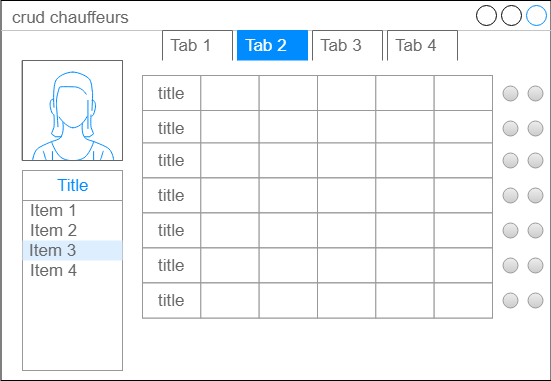 crud chauffeurs
Tab 1 Tab 2 Tab 3 Tab 4
Title
Item 1
Item 2
Item 3
Item 4
title
title
title
title
title
title
title